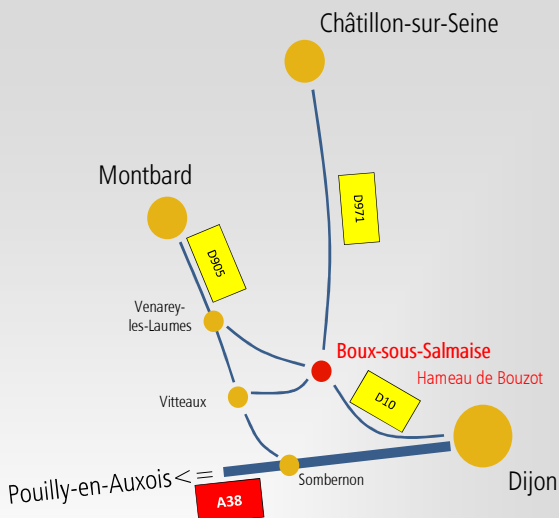 Châtillon-sur-Seine
Montbard
D971
D905
Venarey-
les-Laumes
Boux-sous-Salmaise
Hameau de Bouzot
D10
Vitteaux
Pouilly-en-Auxois <=
Sombernon
Dijon
A38